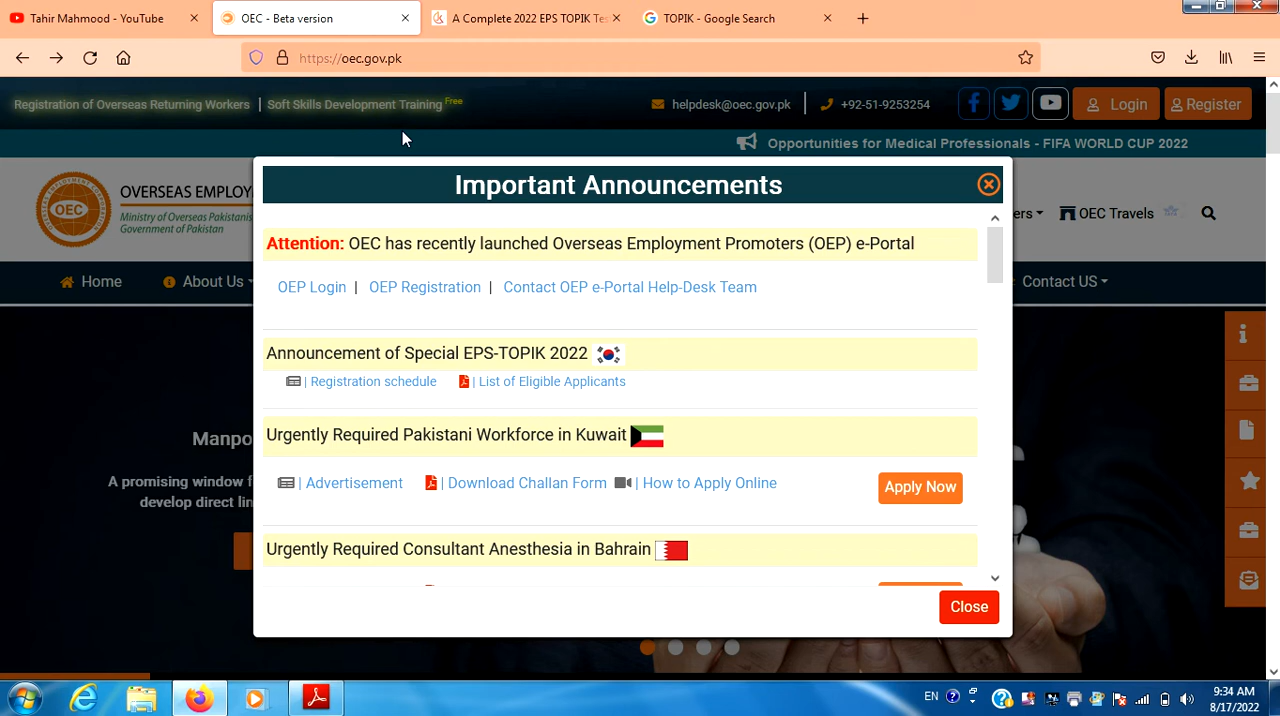 Tahir Mahmood - YouTube
OEC - Beta version
A Complete 2022 EPS TOPIK Te
TOPIK - Google Search
https://oec.gov.pk
Registration of Overseas Returning Workers | Soft Skills Development Training Free
helpdesk@oec.gov.pk
+92-51-9253254
Login
Register
Opportunities for Medical Professionals - FIFA WORLD CUP 2022
OEC
OVERSEAS EMPLOY
Ministry of Overseas Pakistanis
Government of Pakistan
ers
OEC Travels
Home
About Us
Contact US
Important Announcements
Attention: OEC has recently launched Overseas Employment Promoters (OEP) e-Portal
OEP Login | OEP Registration | Contact OEP e-Portal Help-Desk Team
Announcement of Special EPS-TOPIK 2022
| Registration schedule | List of Eligible Applicants
Urgently Required Pakistani Workforce in Kuwait
| Advertisement | Download Challan Form | How to Apply Online
Apply Now
Urgently Required Consultant Anesthesia in Bahrain
Close
Manpo
A promising window f
develop direct lin
EN
9:34 AM
8/17/2022